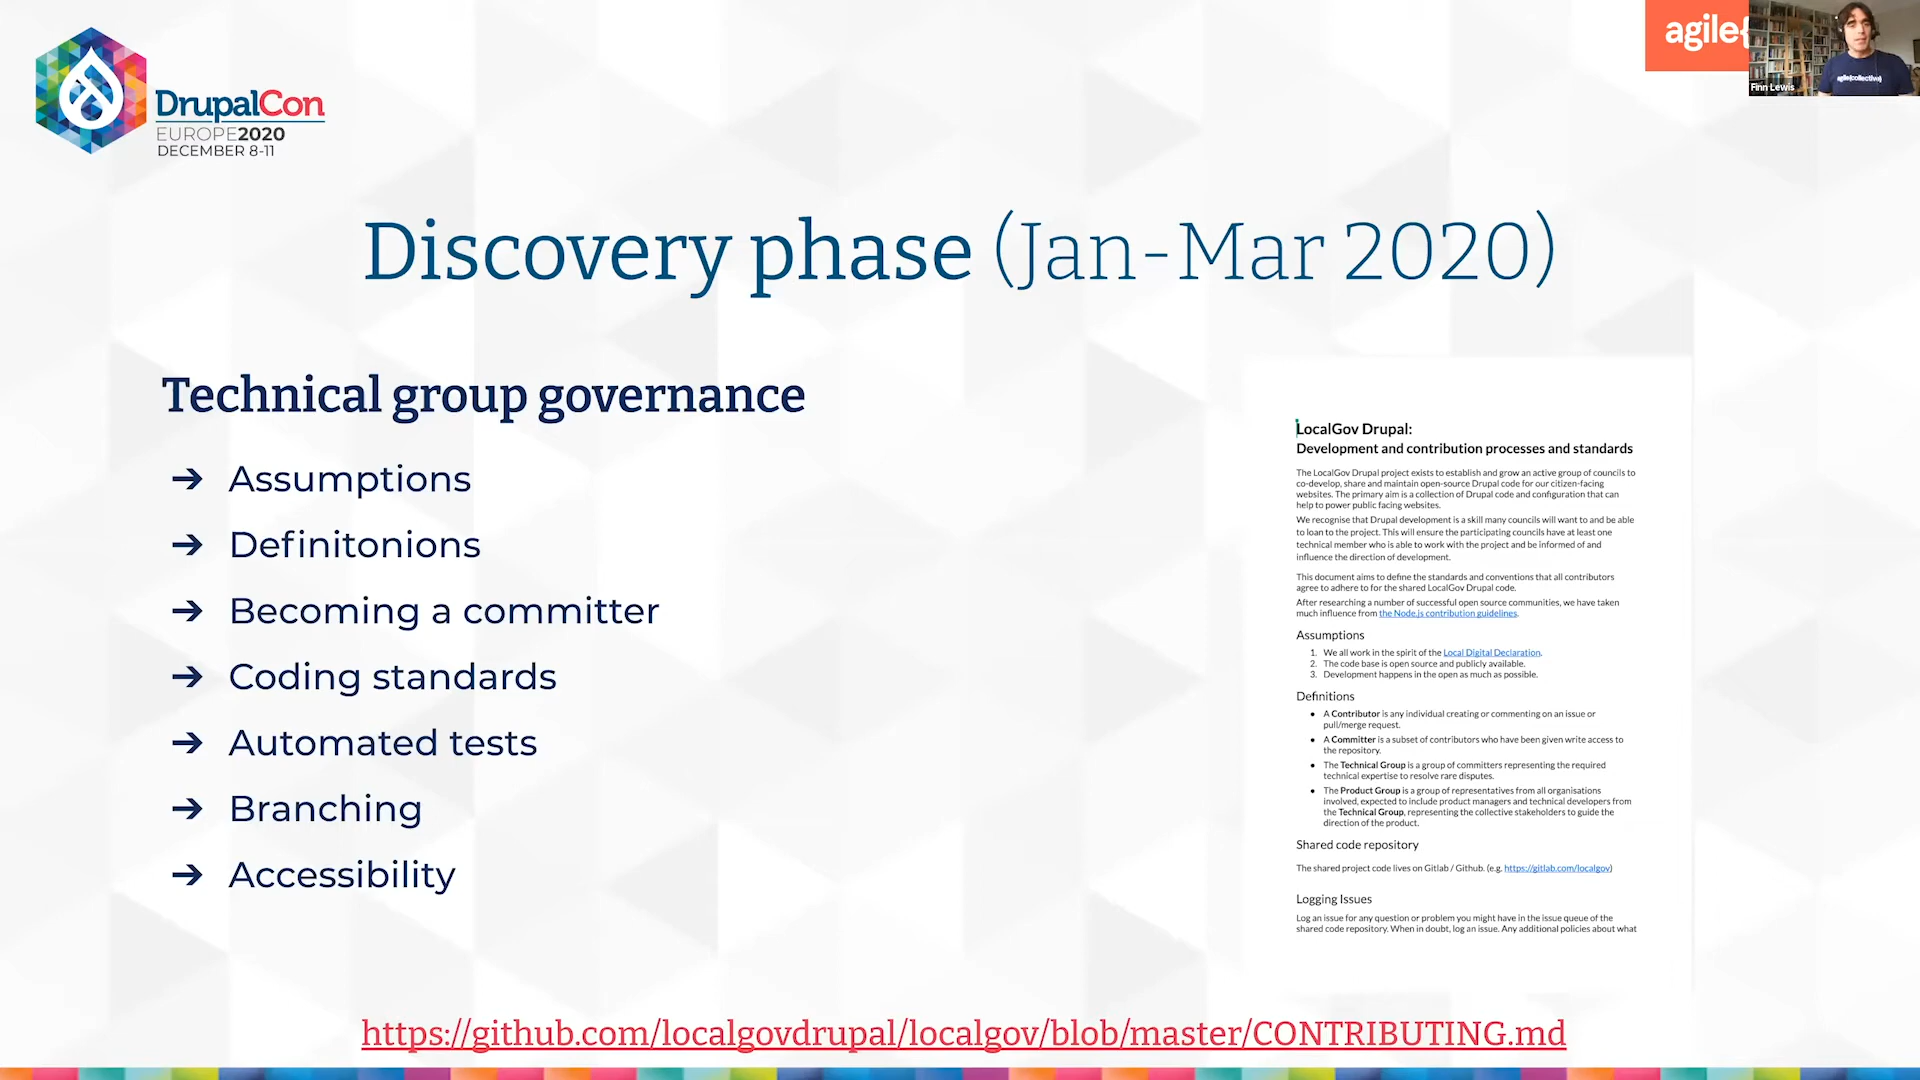 DrupalCon
EUROPE2020
DECEMBER 8-11
agile{
agile{collective}
Finn Lewis
Discovery phase (Jan-Mar 2020)
Technical group governance
➔ Assumptions
➔ Definitonions
➔ Becoming a committer
➔ Coding standards
➔ Automated tests
➔ Branching
➔ Accessibility
LocalGov Drupal:
Development and contribution processes and standards
The LocalGov Drupal project exists to establish and grow an active group of councils to
co-develop, share and maintain open-source Drupal code for our citizen-facing
websites. The primary aim is a collection of Drupal code and configuration that can
help to power public facing websites.
We recognise that Drupal development is a skill many councils will want to and be able
to loan to the project. This will ensure the participating councils have at least one
technical member who is able to work with the project and be informed of and
influence the direction of development.
This document aims to define the standards and conventions that all contributors
agree to adhere to for the shared LocalGov Drupal code.
After researching a number of successful open source communities, we have taken
much influence from the Node.js contribution guidelines.
Assumptions
1. We all work in the spirit of the Local Digital Declaration.
2. The code base is open source and publicly available.
3. Development happens in the open as much as possible.
Definitions
● A Contributor is any individual creating or commenting on an issue or
pull/merge request.
● A Committer is a subset of contributors who have been given write access to
the repository.
● The Technical Group is a group of committers representing the required
technical expertise to resolve rare disputes.
● The Product Group is a group of representatives from all organisations
involved, expected to include product managers and technical developers from
the Technical Group, representing the collective stakeholders to guide the
direction of the product.
Shared code repository
The shared project code lives on Gitlab / Github. (e.g. https://gitlab.com/localgov)
Logging Issues
Log an issue for any question or problem you might have in the issue queue of the
shared code repository. When in doubt, log an issue. Any additional policies about what
https://github.com/localgovdrupal/localgov/blob/master/CONTRIBUTING.md